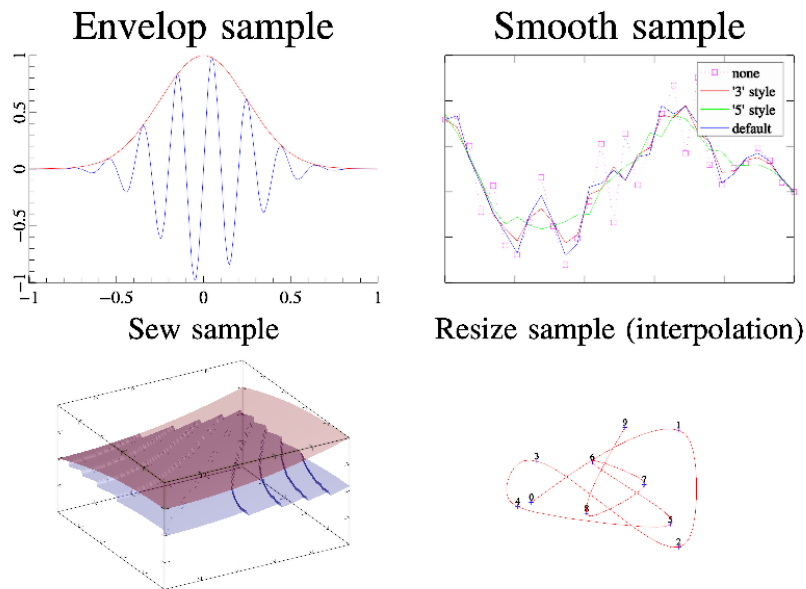 Envelop sample
Smooth sample
1
0.5
0
−0.5
−1
−1
−0.5
0
0.5
1
none
'3' style
'5' style
default
Sew sample
Resize sample (interpolation)
2
1
3
6
7
4
0
8
5
2